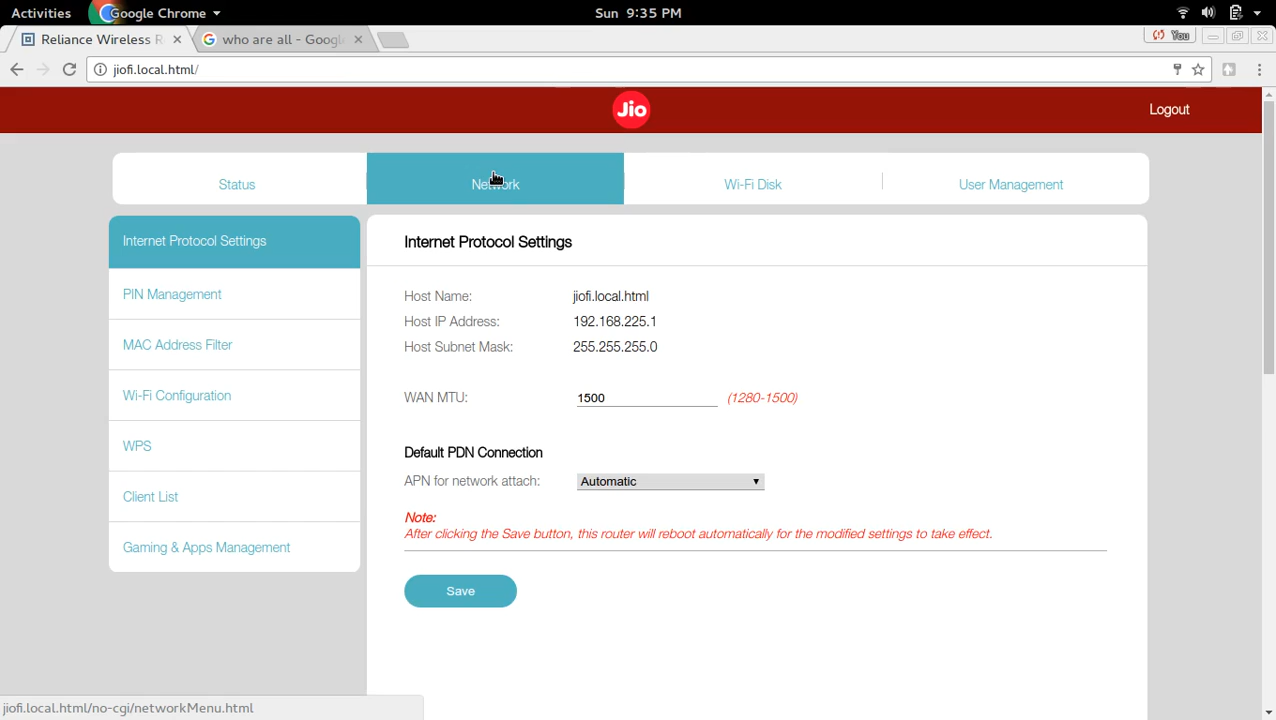 Activities Google Chrome Sun 9:35 PM
Reliance Wireless R who are all - Googl You
jiofi.local.html/
Jio Logout
Status Network Wi-Fi Disk User Management
Internet Protocol Settings
PIN Management
MAC Address Filter
Wi-Fi Configuration
WPS
Client List
Gaming & Apps Management
Internet Protocol Settings
Host Name: jiofi.local.html
Host IP Address: 192.168.225.1
Host Subnet Mask: 255.255.255.0
WAN MTU: 1500 (1280-1500)
Default PDN Connection
APN for network attach: Automatic
Note:
After clicking the Save button, this router will reboot automatically for the modified settings to take effect.
Save
jiofi.local.html/no-cgi/networkMenu.html